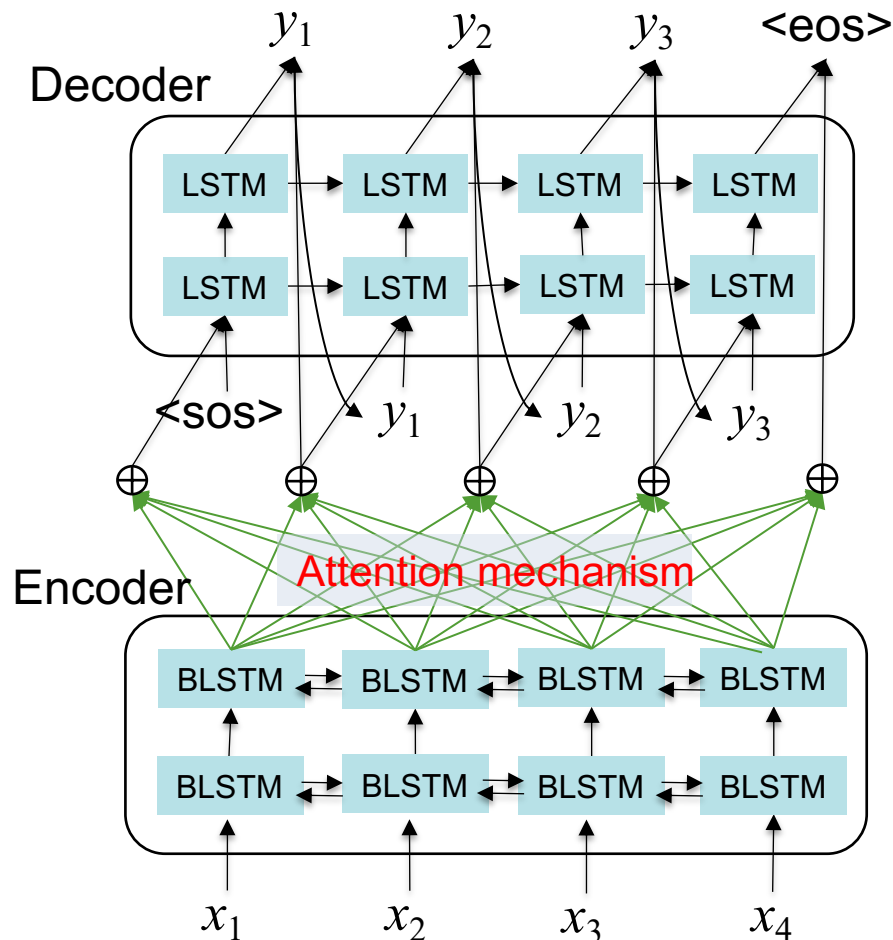 y1 y2 y3 <eos>
Decoder
LSTM LSTM LSTM LSTM
LSTM LSTM LSTM LSTM
<sos> y1 y2 y3
Attention mechanism
Encoder
BLSTM BLSTM BLSTM BLSTM
BLSTM BLSTM BLSTM BLSTM
x1 x2 x3 x4